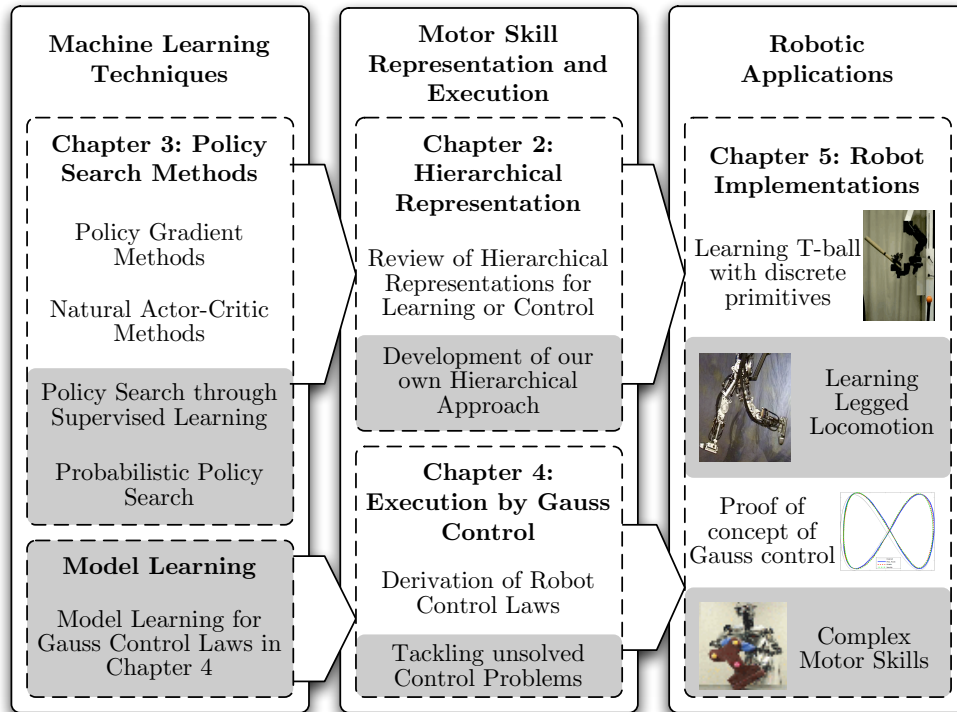 Machine Learning
Techniques
Chapter 3: Policy
Search Methods
Policy Gradient
Methods
Natural Actor-Critic
Methods
Policy Search through
Supervised Learning
Probabilistic Policy
Search
Model Learning
Model Learning for
Gauss Control Laws in
Chapter 4
Motor Skill
Representation and
Execution
Chapter 2:
Hierarchical
Representation
Review of Hierarchical
Representations for
Learning or Control
Development of our
own Hierarchical
Approach
Chapter 4:
Execution by Gauss
Control
Derivation of Robot
Control Laws
Tackling unsolved
Control Problems
Robotic
Applications
Chapter 5: Robot
Implementations
Learning T-ball
with discrete
primitives
Learning
Legged
Locomotion
Proof of
concept of
Gauss control
Complex
Motor Skills